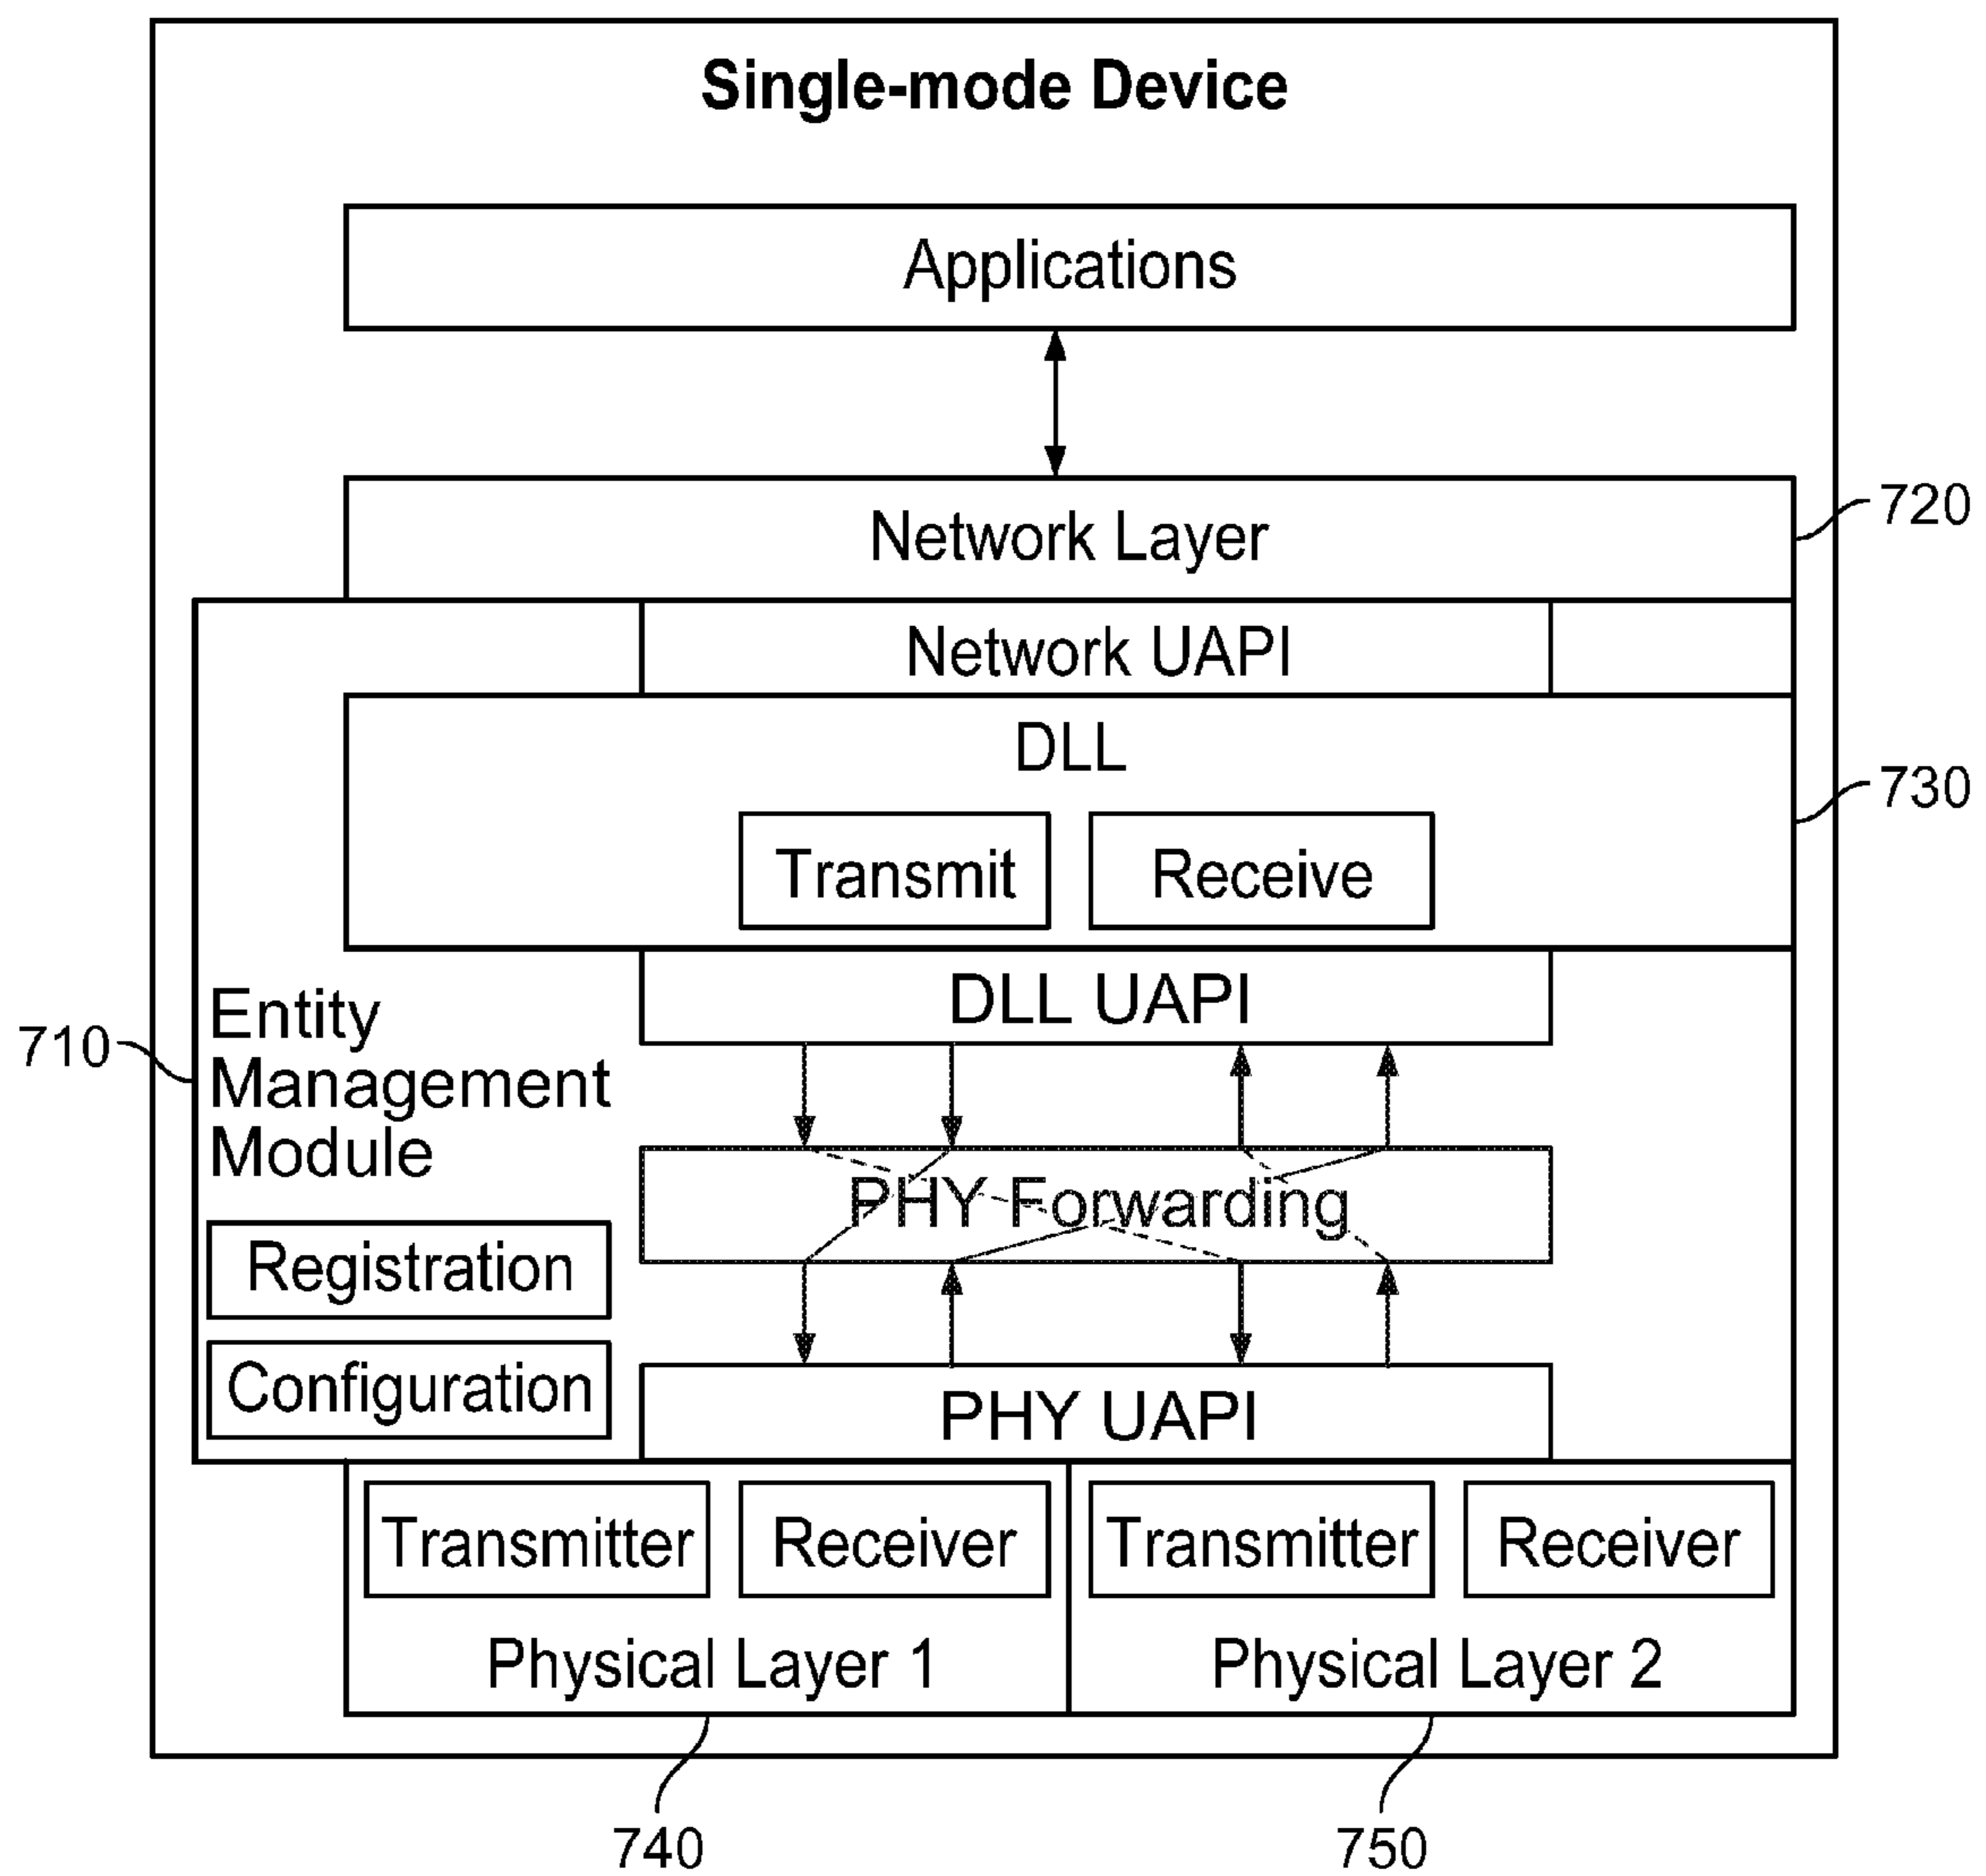 Single-mode Device
Applications
Network Layer
720
Network UAPI
DLL
730
Transmit
Receive
DLL UAPI
710
Entity
Management
Module
PHY Forwarding
Registration
Configuration
PHY UAPI
Transmitter
Receiver
Transmitter
Receiver
Physical Layer 1
Physical Layer 2
740
750